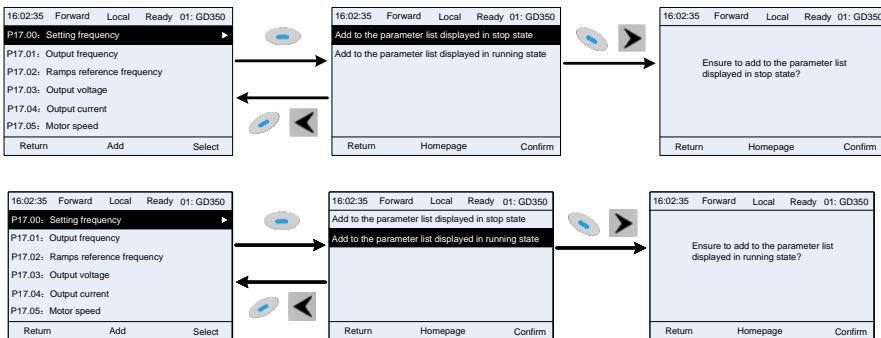 16:02:35 Forward Local Ready 01: GD350
P17.00: Setting frequency
P17.01: Output frequency
P17.02: Ramps reference frequency
P17.03: Output voltage
P17.04: Output current
P17.05: Motor speed
Return Add Select
16:02:35 Forward Local Ready 01: GD350
Add to the parameter list displayed in stop state
Add to the parameter list displayed in running state
Return Homepage Confirm
16:02:35 Forward Local Ready 01: GD350
Ensure to add to the parameter list
displayed in stop state?
Return Homepage Confirm
16:02:35 Forward Local Ready 01: GD350
P17.00: Setting frequency
P17.01: Output frequency
P17.02: Ramps reference frequency
P17.03: Output voltage
P17.04: Output current
P17.05: Motor speed
Return Add Select
16:02:35 Forward Local Ready 01: GD350
Add to the parameter list displayed in stop state
Add to the parameter list displayed in running state
Return Homepage Confirm
16:02:35 Forward Local Ready 01: GD350
Ensure to add to the parameter list
displayed in running state?
Return Homepage Confirm